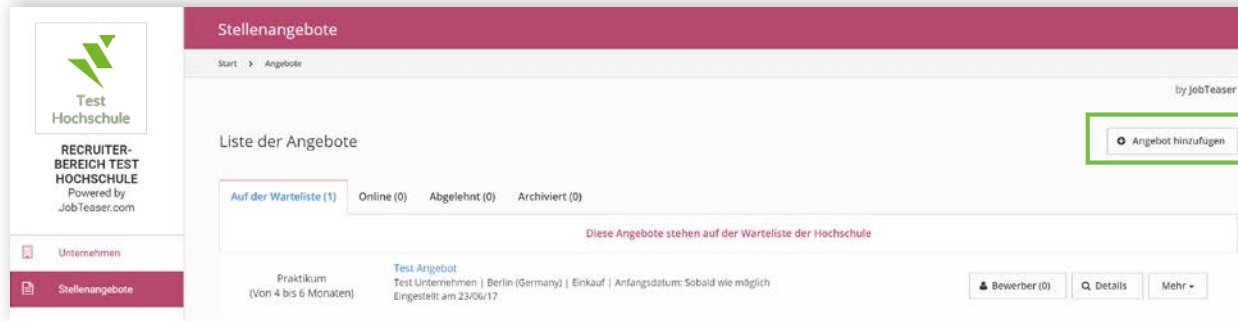 Stellenangebote
Start > Angebote
by JobTeaser
Test
Hochschule
RECRUITER-
BEREICH TEST
HOCHSCHULE
Powered by
JobTeaser.com
Unternehmen
Stellenangebote
Liste der Angebote
Angebot hinzufügen
Auf der Warteliste (1) Online (0) Abgelehnt (0) Archiviert (0)
Diese Angebote stehen auf der Warteliste der Hochschule
Praktikum
(Von 4 bis 6 Monaten)
Test Angebot
Test Unternehmen | Berlin (Germany) | Einkauf | Anfangsdatum: Sobald wie möglich
Eingestellt am 23/06/17
Bewerber (0) Details Mehr